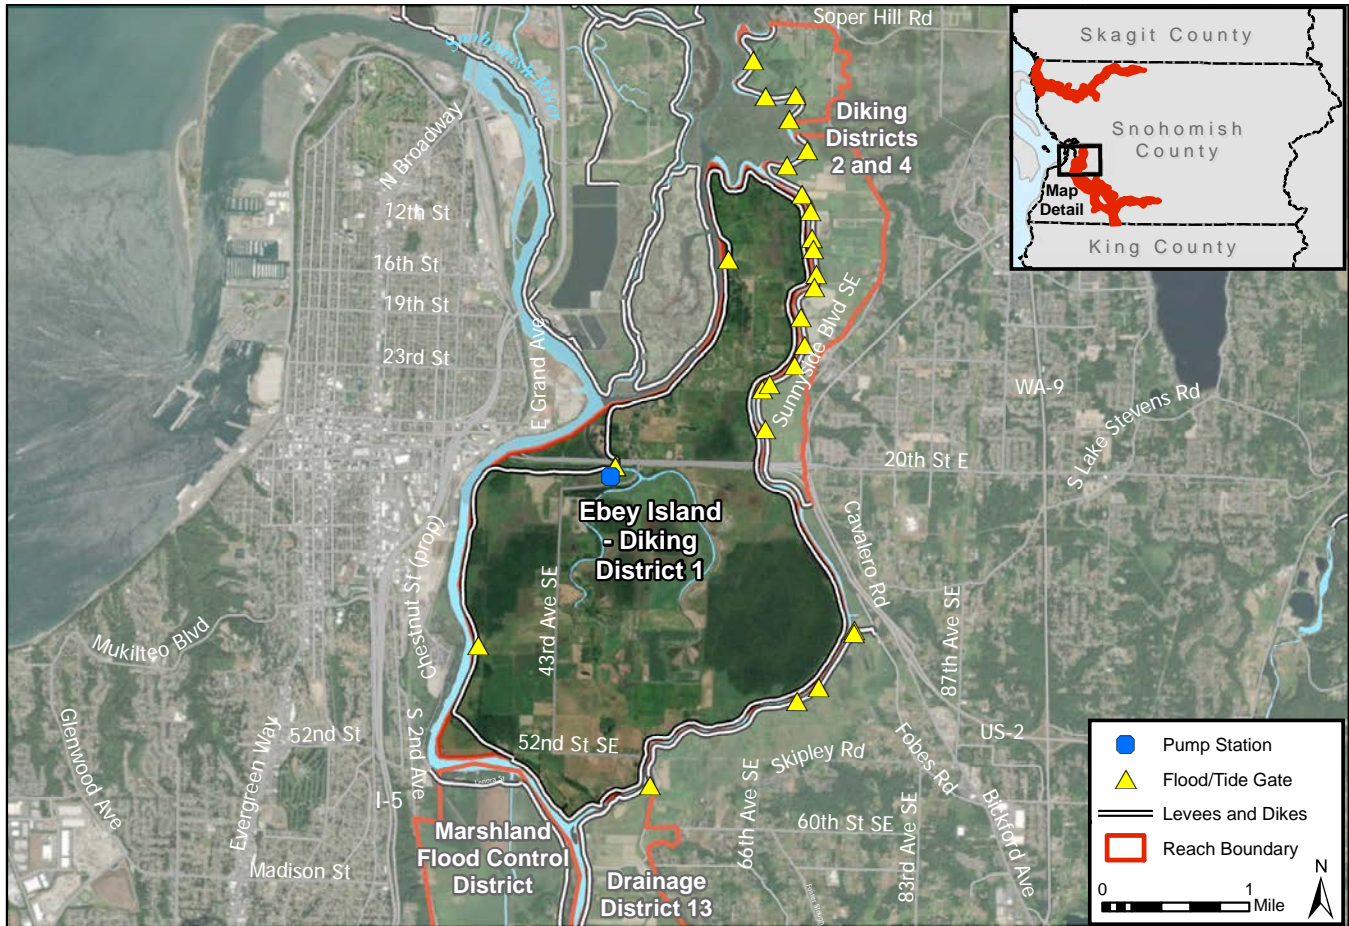 Soper Hill Rd
Snohomish River
N Broadway
Diking
Districts
2 and 4
12th St
16th St
19th St
23rd St
E Grand Ave
Sunnyside Blvd SE
WA-9
S Lake Stevens Rd
20th St E
Ebey Island
- Diking
District 1
Cavalero Rd
Chestnut St (prop)
43rd Ave SE
87th Ave SE
Mukilteo Blvd
Glenwood Ave
Evergreen Way
52nd St
S 2nd Ave
52nd St SE
Skipley Rd
Fobes Rd
US-2
I-5
66th Ave SE
60th St SE
83rd Ave SE
Bickford Ave
Madison St
Marshland
Flood Control
District
Drainage
District 13
Skagit County
Snohomish
County
Map
Detail
King County
Pump Station
Flood/Tide Gate
Levees and Dikes
Reach Boundary
0 1
Mile
N